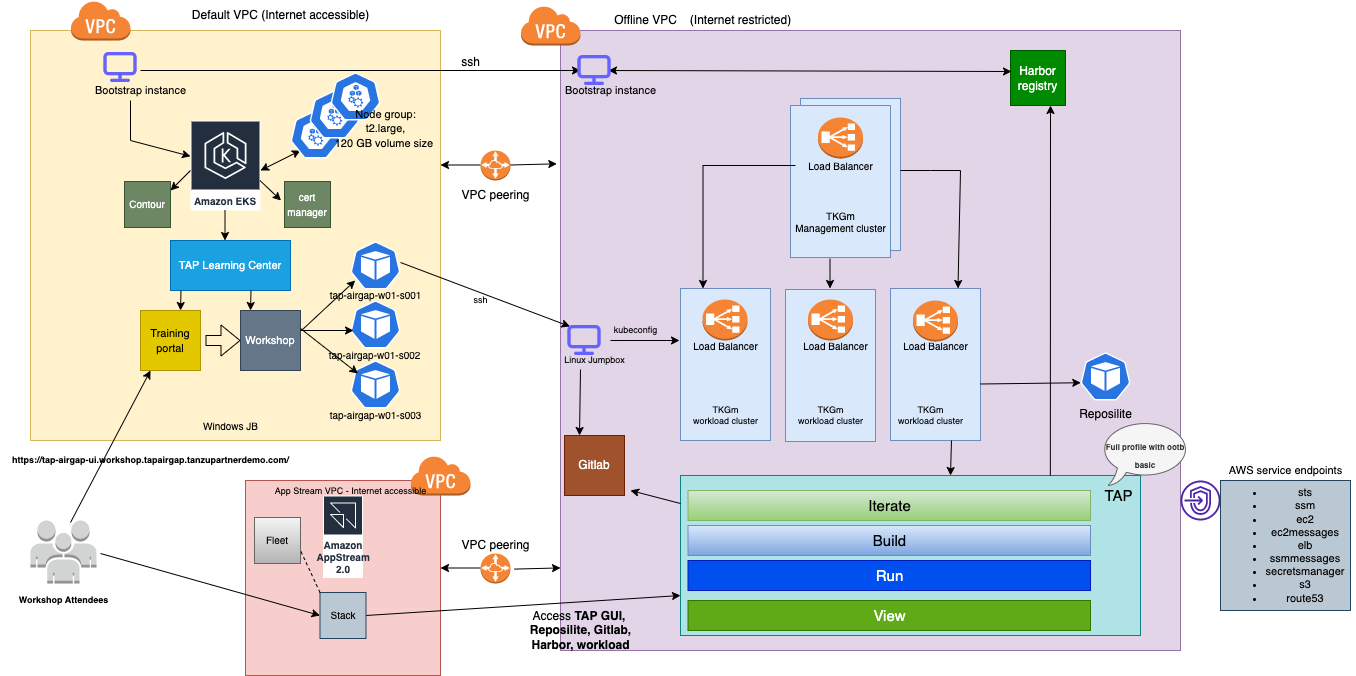 Default VPC (Internet accessible)
VPC
Bootstrap instance
ssh
Node group:
t2.large,
120 GB volume size
Amazon EKS
Contour
cert
manager
TAP Learning Center
Training
portal
Workshop
tap-airgap-w01-s001
tap-airgap-w01-s002
tap-airgap-w01-s003
Windows JB
VPC peering
ssh
Offline VPC (Internet restricted)
VPC
Bootstrap instance
Harbor
registry
Load Balancer
TKGm
Management cluster
kubeconfig
Linux Jumpbox
Load Balancer
TKGm
workload cluster
Load Balancer
TKGm
workload cluster
Load Balancer
TKGm
workload cluster
Reposilite
Gitlab
Full profile with ootb
basic
TAP
Iterate
Build
Run
View
AWS service endpoints
• sts
• ssm
• ec2
• ec2messages
• elb
• ssmmessages
• secretsmanager
• s3
• route53
https://tap-airgap-ui.workshop.tapairgap.tanzupartnerdemo.com/
Workshop Attendees
VPC
App Stream VPC - Internet accessible
Fleet
Amazon
AppStream
2.0
Stack
VPC peering
Access TAP GUI,
Reposilite, Gitlab,
Harbor, workload